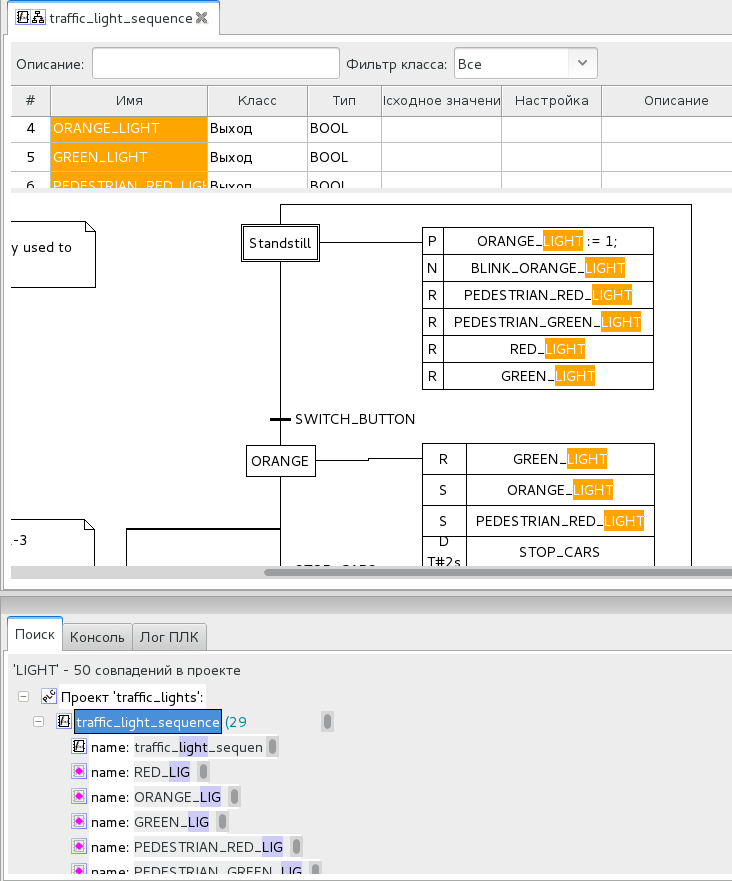 traffic_light_sequence
Описание: Фильтр класса: Все
# Имя Класс Тип Исходное значени Настройка Описание
4 ORANGE_LIGHT Выход BOOL
5 GREEN_LIGHT Выход BOOL
6 PEDESTRIAN_RED_LIGH Выход BOOL
y used to
Standstill
P ORANGE_LIGHT := 1;
N BLINK_ORANGE_LIGHT
R PEDESTRIAN_RED_LIGHT
R PEDESTRIAN_GREEN_LIGHT
R RED_LIGHT
R GREEN_LIGHT
SWITCH_BUTTON
ORANGE
R GREEN_LIGHT
S ORANGE_LIGHT
S PEDESTRIAN_RED_LIGHT
D T#2s STOP_CARS
.-3
STOP_CARS
Поиск Консоль Лог ПЛК
'LIGHT' - 50 совпадений в проекте
Проект 'traffic_lights':
traffic_light_sequence (29
name: traffic_light_sequen
name: RED_LIG
name: ORANGE_LIG
name: GREEN_LIG
name: PEDESTRIAN_RED_LIG
name: PEDESTRIAN_GREEN_LIG